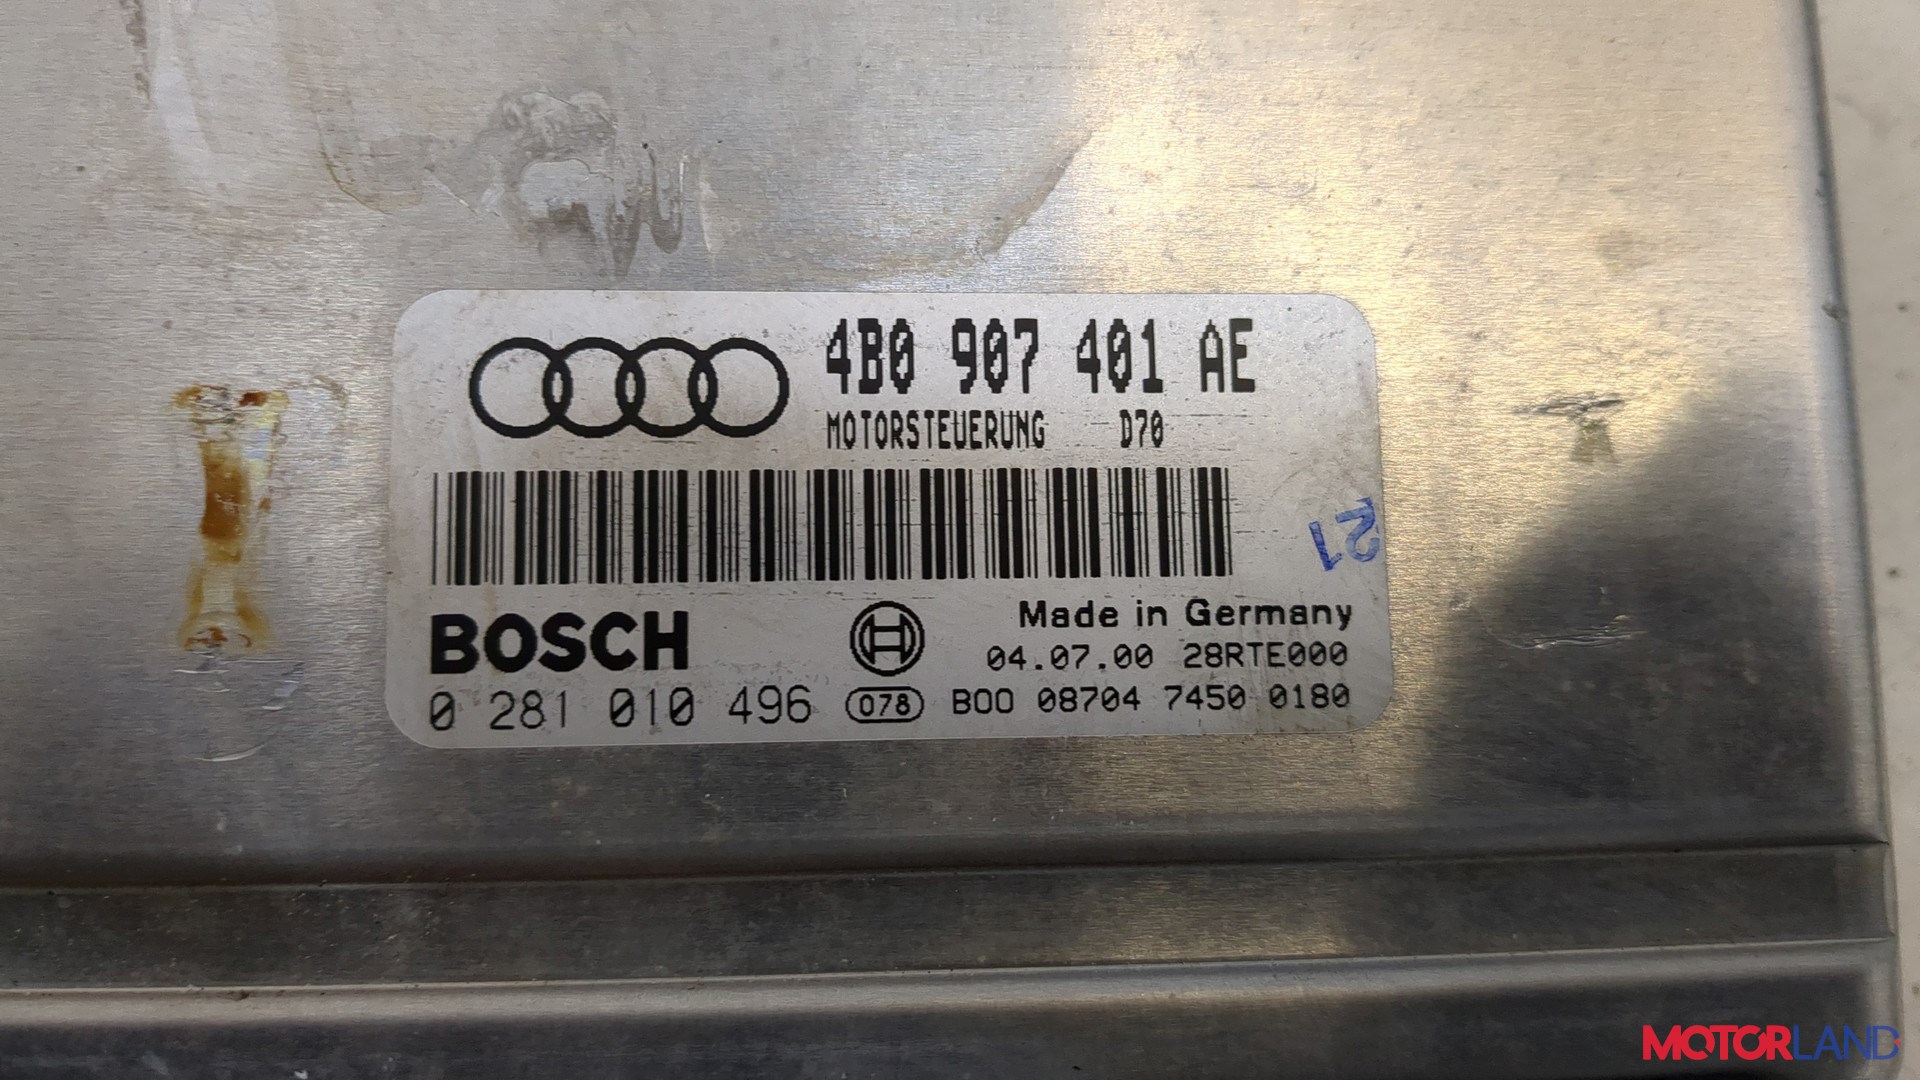 4B0 907 401 AE
MOTORSTEUERUNG D70
21
BOSCH
Made in Germany
04.07.00 28RTE000
0 281 010 496 078 B00 08704 7450 0180
MOTORLAND